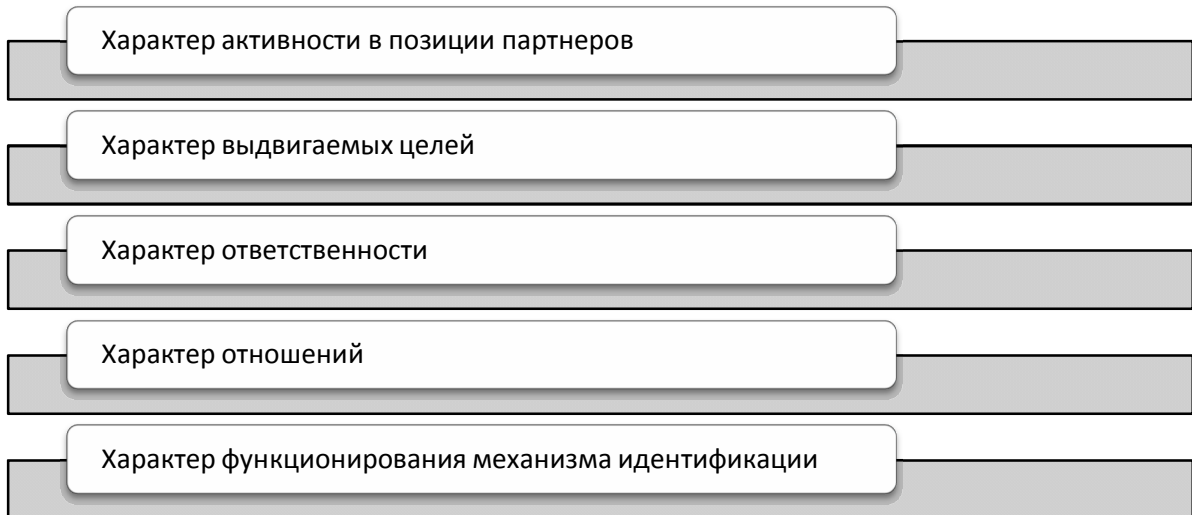 Характер активности в позиции партнеров
Характер выдвигаемых целей
Характер ответственности
Характер отношений
Характер функционирования механизма идентификации